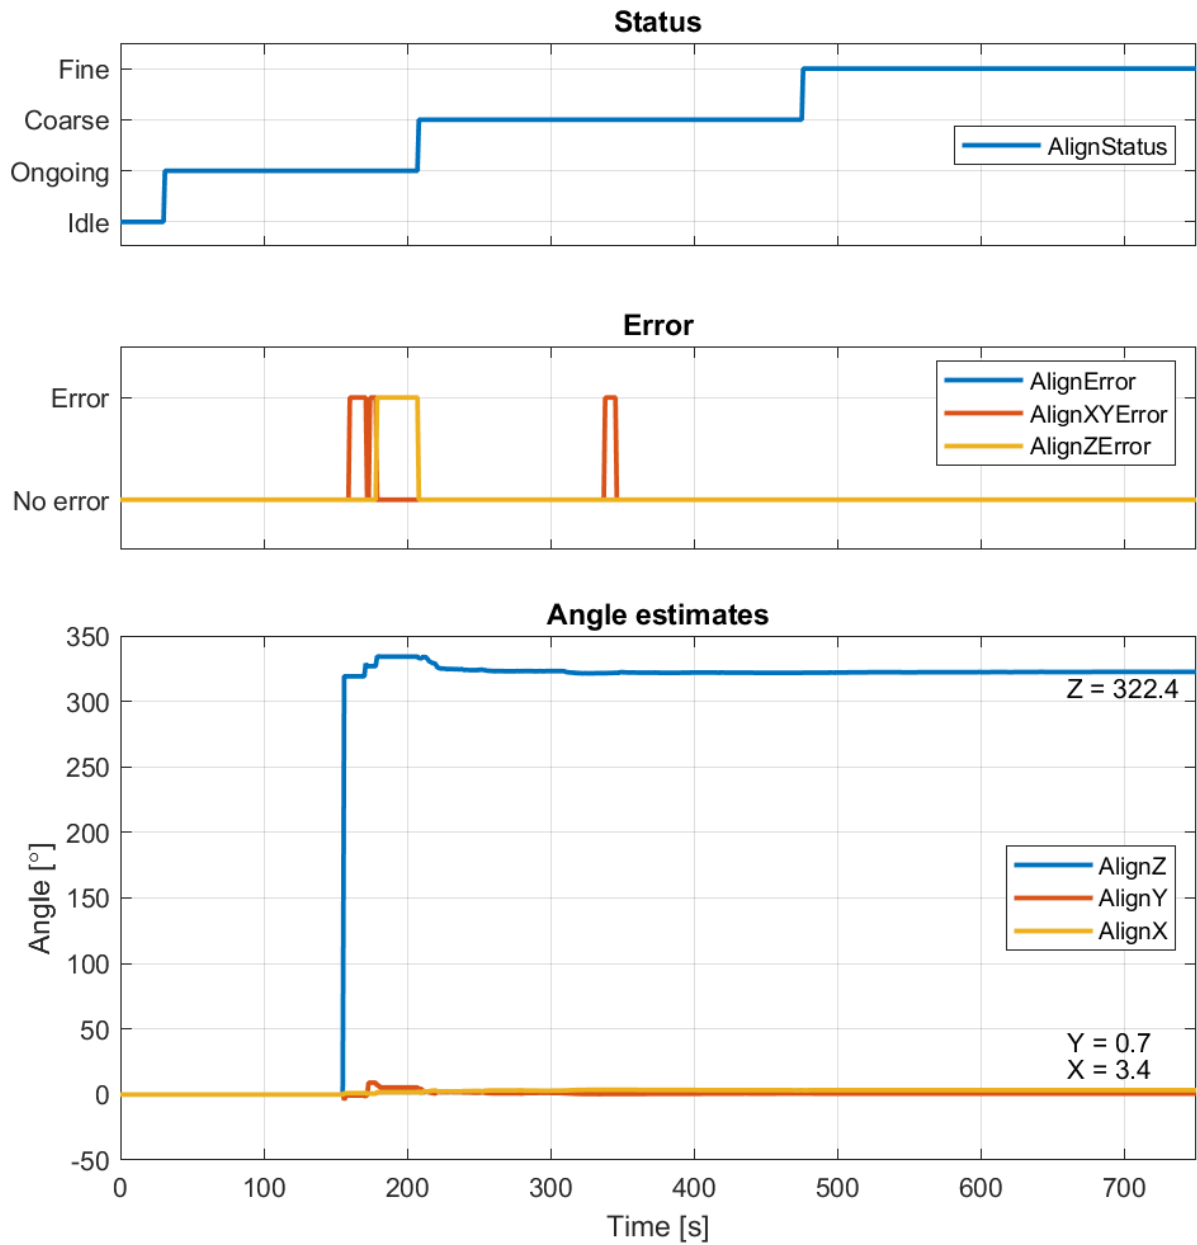 Status
Fine
Coarse
Ongoing
Idle
AlignStatus
Error
Error
No error
AlignError
AlignXYError
AlignZError
Angle estimates
Angle [°]
350
300
250
200
150
100
50
0
-50
Z = 322.4
AlignZ
AlignY
AlignX
Y = 0.7
X = 3.4
0 100 200 300 400 500 600 700
Time [s]